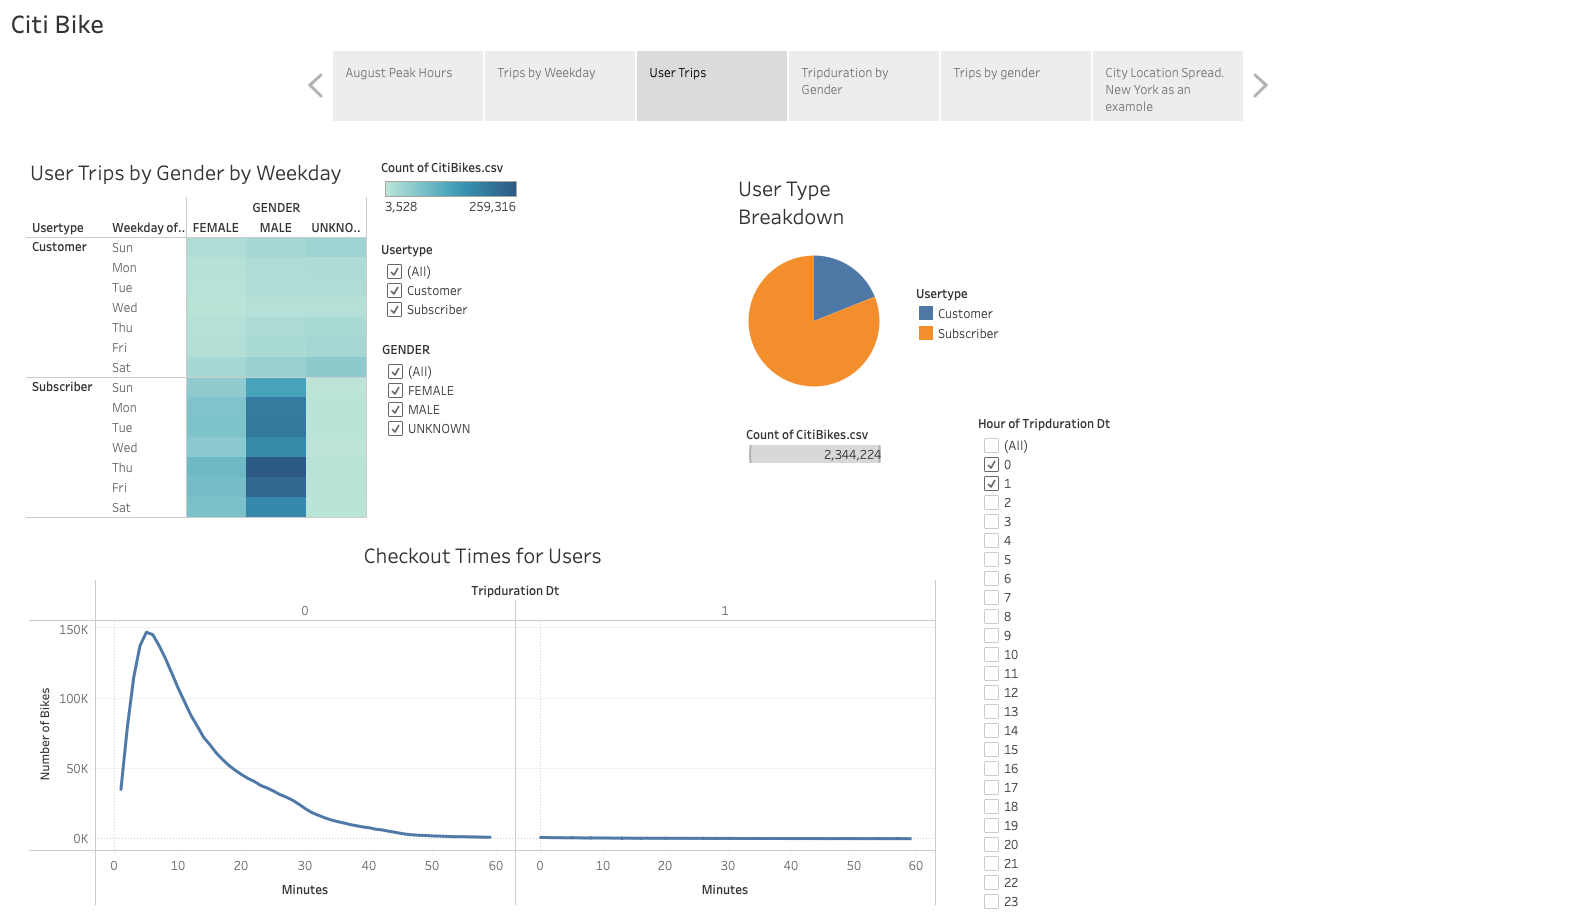 Citi Bike
August Peak Hours
Trips by Weekday
User Trips
Tripduration by
Gender
Trips by gender
City Location Spread.
New York as an
example
User Trips by Gender by Weekday
GENDER
Usertype Weekday of.. FEMALE MALE UNKNO..
Customer Sun
Mon
Tue
Wed
Thu
Fri
Sat
Subscriber Sun
Mon
Tue
Wed
Thu
Fri
Sat
Count of CitiBikes.csv
3,528 259,316
Usertype
(All)
Customer
Subscriber
GENDER
(All)
FEMALE
MALE
UNKNOWN
User Type
Breakdown
Usertype
Customer
Subscriber
Count of CitiBikes.csv
2,344,224
Hour of Tripduration Dt
(All)
0
1
2
3
4
5
6
7
8
9
10
11
12
13
14
15
16
17
18
19
20
21
22
23
Checkout Times for Users
Tripduration Dt
0 1
Number of Bikes
150K
100K
50K
0K
0 10 20 30 40 50 60 0 10 20 30 40 50 60
Minutes Minutes